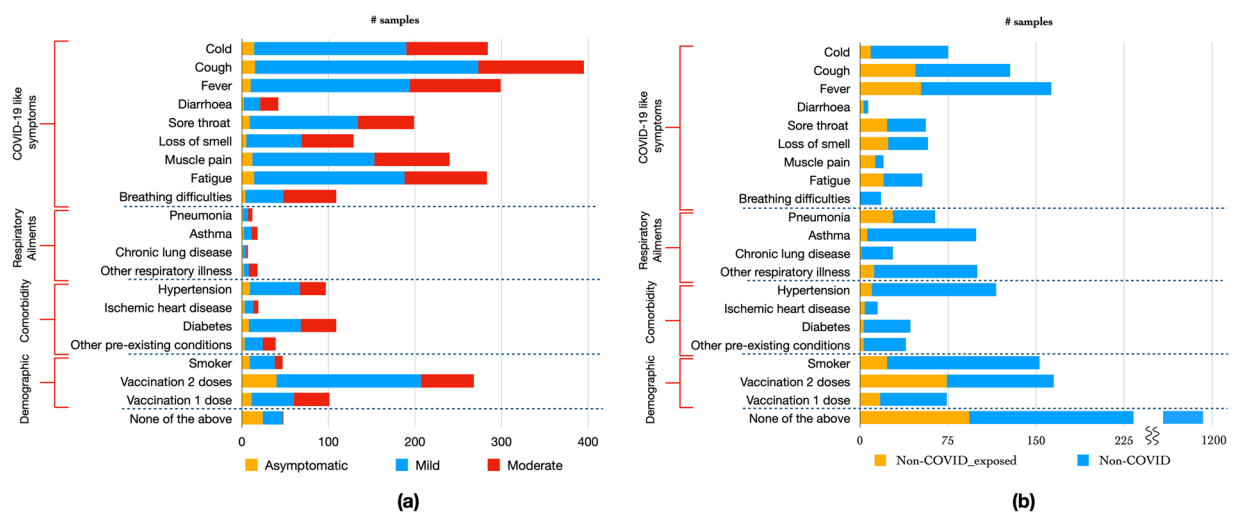 # samples
COVID-19 like
symptoms
Cold
Cough
Fever
Diarrhoea
Sore throat
Loss of smell
Muscle pain
Fatigue
Breathing difficulties
Respiratory
Ailments
Pneumonia
Asthma
Chronic lung disease
Other respiratory illness
Comorbidity
Hypertension
Ischemic heart disease
Diabetes
Other pre-existing conditions
Demographic
Smoker
Vaccination 2 doses
Vaccination 1 dose
None of the above
0 100 200 300 400
Asymptomatic Mild Moderate
(a)
# samples
COVID-19 like
symptoms
Cold
Cough
Fever
Diarrhoea
Sore throat
Loss of smell
Muscle pain
Fatigue
Breathing difficulties
Respiratory
Ailments
Pneumonia
Asthma
Chronic lung disease
Other respiratory illness
Comorbidity
Hypertension
Ischemic heart disease
Diabetes
Other pre-existing conditions
Demographic
Smoker
Vaccination 2 doses
Vaccination 1 dose
None of the above
0 75 150 225 1200
Non-COVID_exposed Non-COVID
(b)